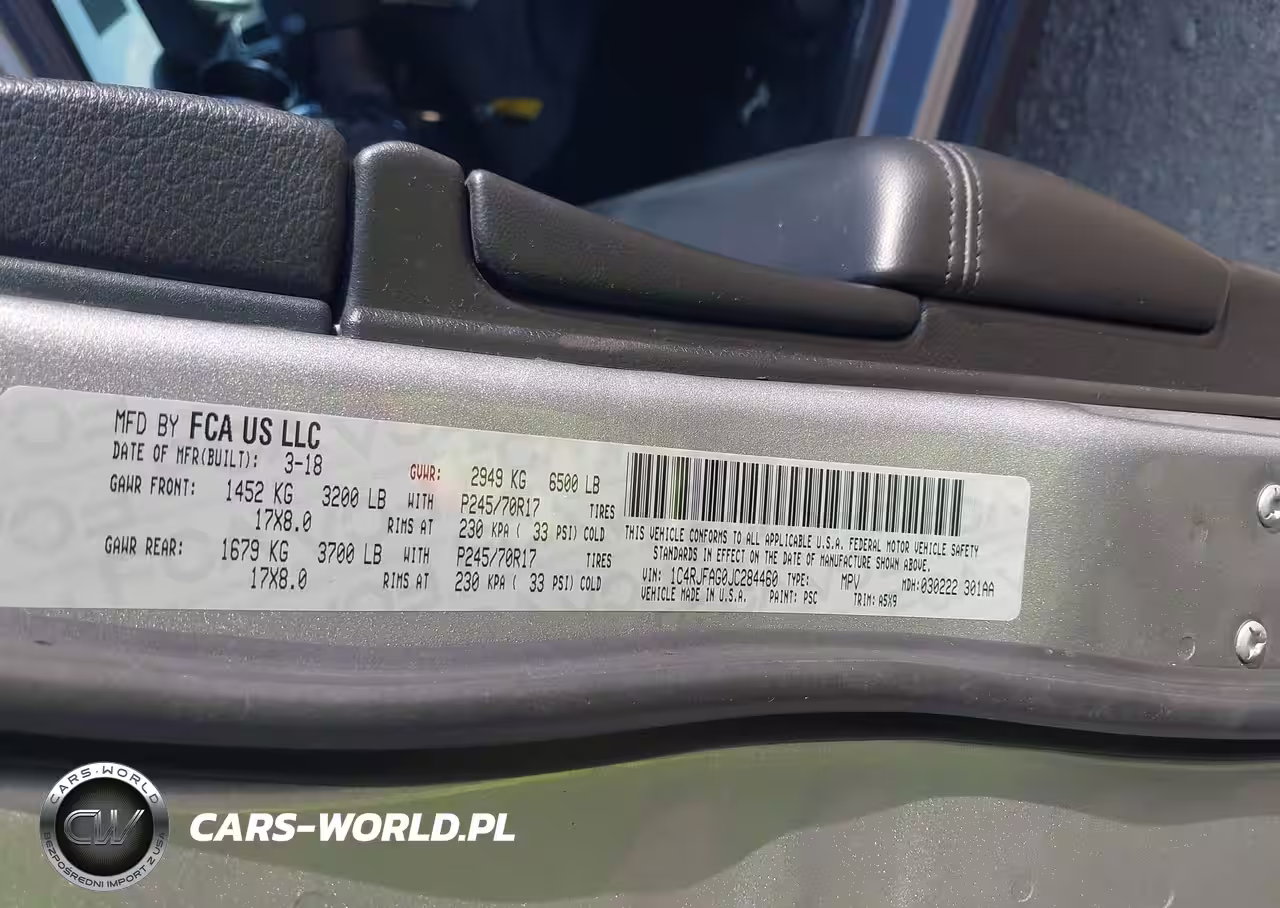 MFD BY FCA US LLC
DATE OF MFR(BUILT): 3-18 GVWR: 2949 KG 6500 LB
GAWR FRONT: 1452 KG 3200 LB WITH P245/70R17 TIRES
17X8.0 RIMS AT 230 KPA ( 33 PSI) COLD
GAWR REAR: 1679 KG 3700 LB WITH P245/70R17 TIRES
17X8.0 RIMS AT 230 KPA ( 33 PSI) COLD
THIS VEHICLE CONFORMS TO ALL APPLICABLE U.S.A. FEDERAL MOTOR VEHICLE SAFETY
STANDARDS IN EFFECT ON THE DATE OF MANUFACTURE SHOWN ABOVE.
VIN: 1C4RJFAG0JC284460 TYPE: MPV MDH:030222 301AA
VEHICLE MADE IN U.S.A. PAINT: PSC TRIM: A5X9
CARS-WORLD
CW
BEZPOŚREDNI IMPORT Z USA
CARS-WORLD.PL